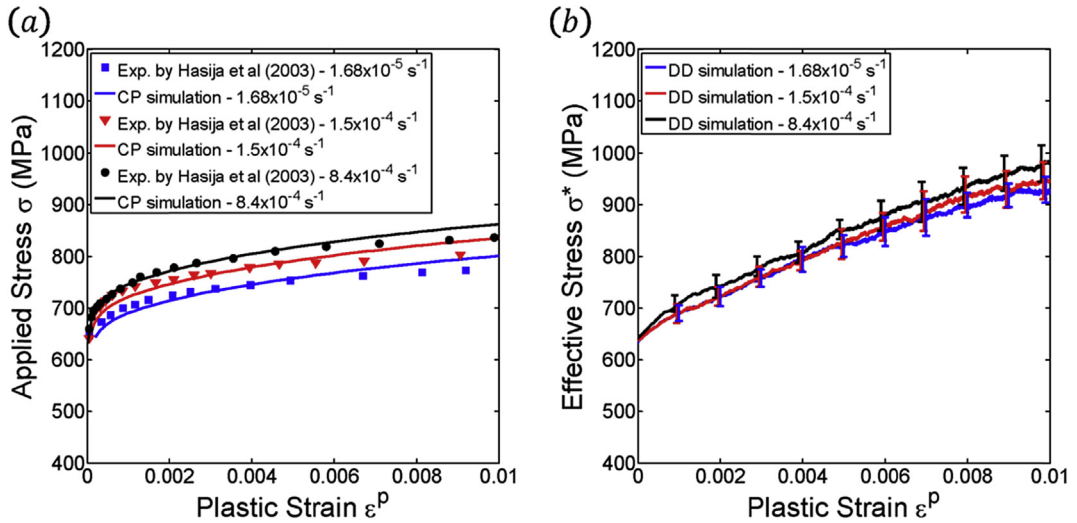 (a)
1200
1100
1000
900
800
700
600
500
400
0
0.002
0.004
0.006
0.008
0.01
Applied Stress σ (MPa)
Plastic Strain εᵖ
Exp. by Hasija et al (2003) - 1.68x10⁻⁵ s⁻¹
CP simulation - 1.68x10⁻⁵ s⁻¹
Exp. by Hasija et al (2003) - 1.5x10⁻⁴ s⁻¹
CP simulation - 1.5x10⁻⁴ s⁻¹
Exp. by Hasija et al (2003) - 8.4x10⁻⁴ s⁻¹
CP simulation - 8.4x10⁻⁴ s⁻¹
(b)
1200
1100
1000
900
800
700
600
500
400
0
0.002
0.004
0.006
0.008
0.01
Effective Stress σ* (MPa)
Plastic Strain εᵖ
DD simulation - 1.68x10⁻⁵ s⁻¹
DD simulation - 1.5x10⁻⁴ s⁻¹
DD simulation - 8.4x10⁻⁴ s⁻¹